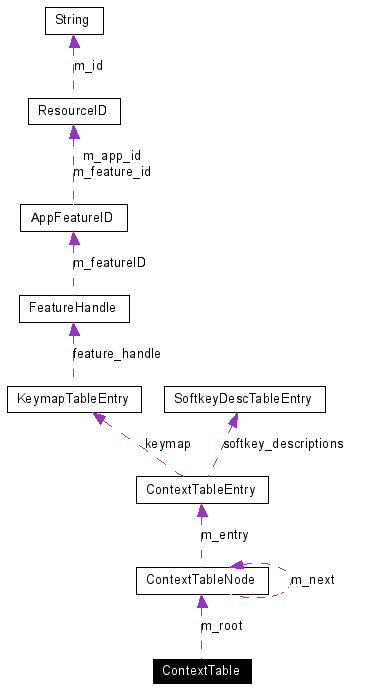 String
m_id
ResourceID
m_app_id
m_feature_id
AppFeatureID
m_featureID
FeatureHandle
feature_handle
KeymapTableEntry
SoftkeyDescTableEntry
keymap
softkey_descriptions
ContextTableEntry
m_entry
ContextTableNode
m_next
m_root
ContextTable